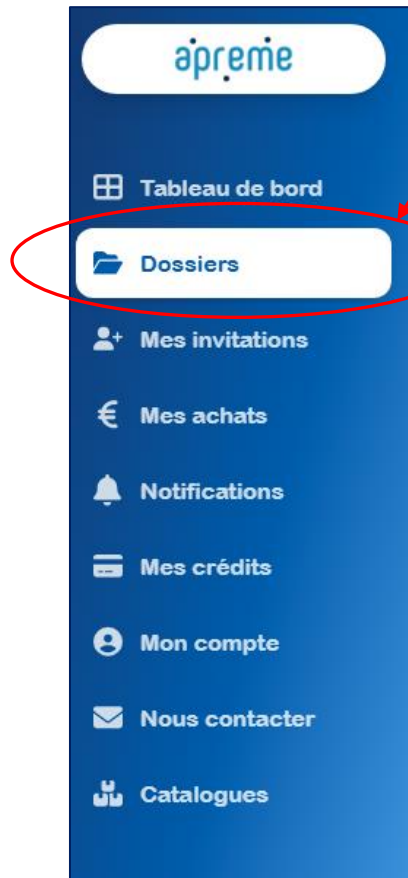 apreme
Tableau de bord
Dossiers
Mes invitations
Mes achats
Notifications
Mes crédits
Mon compte
Nous contacter
Catalogues